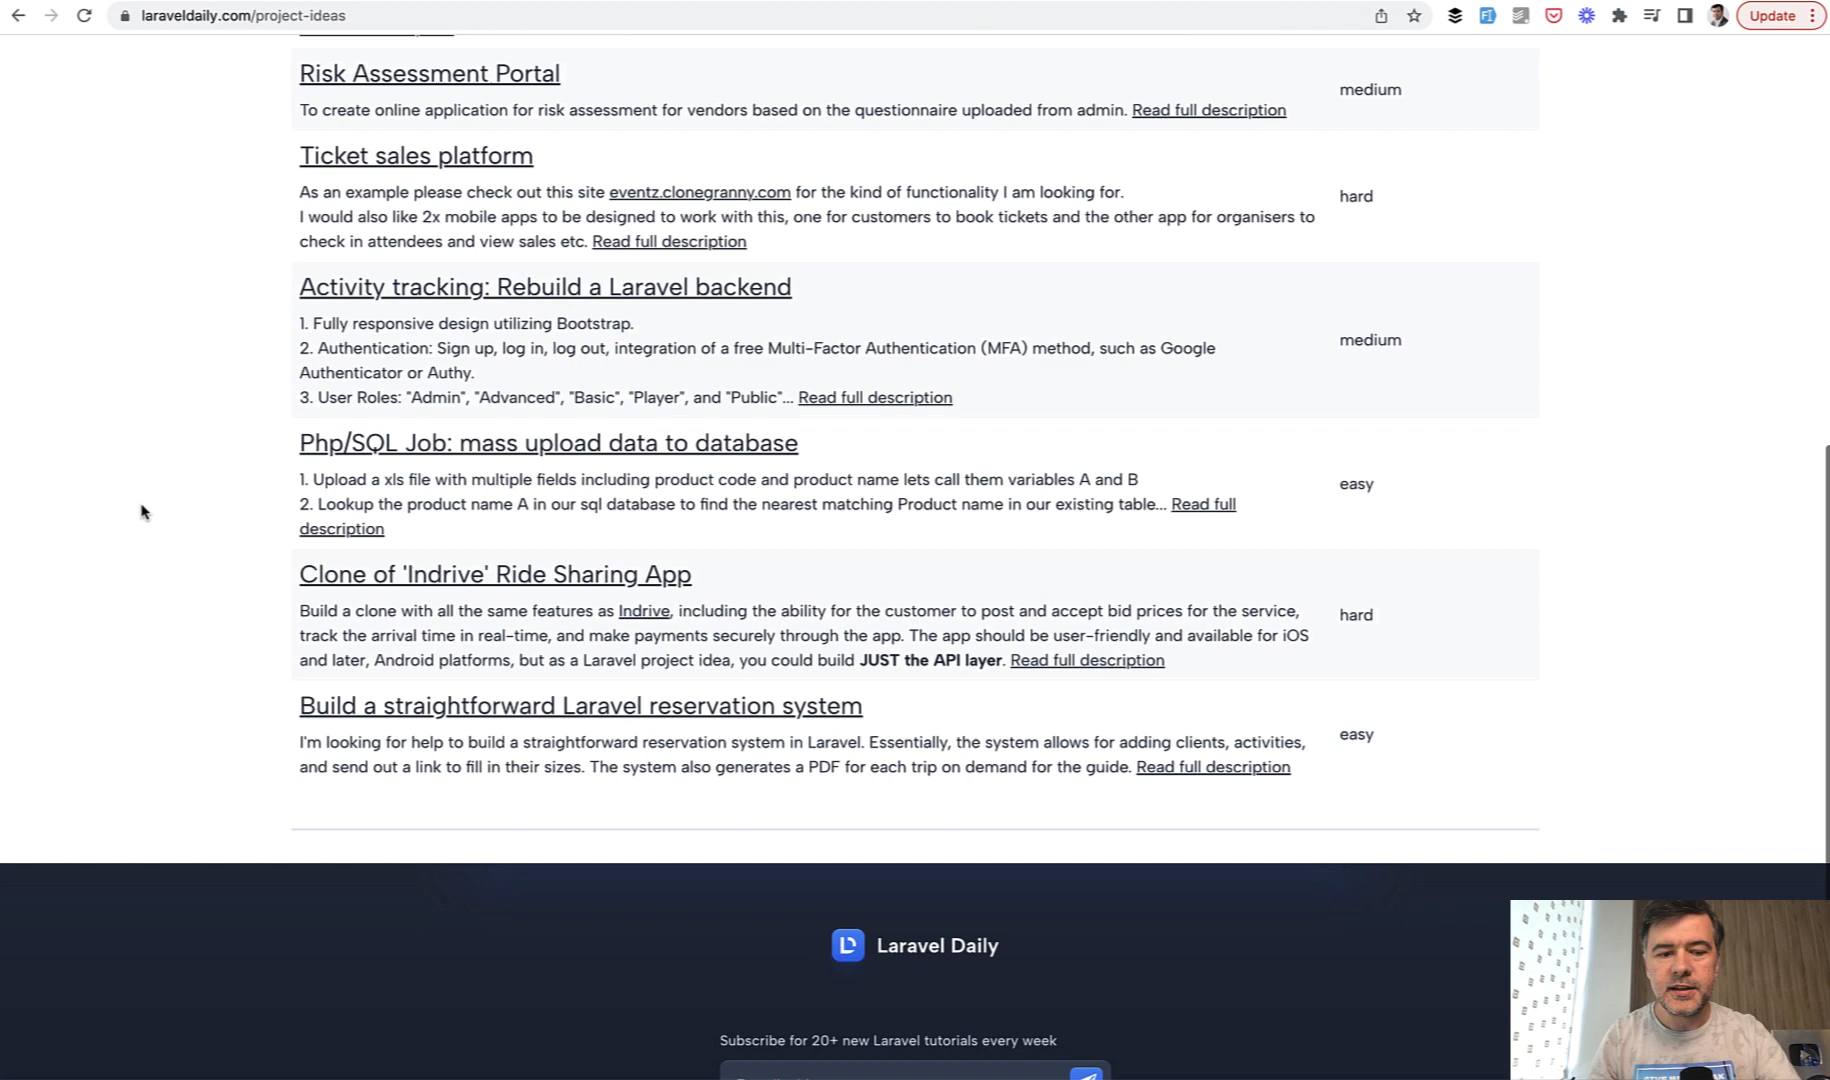 laraveldaily.com/project-ideas
Update
Risk Assessment Portal
medium
To create online application for risk assessment for vendors based on the questionnaire uploaded from admin. Read full description
Ticket sales platform
As an example please check out this site eventz.clonegranny.com for the kind of functionality I am looking for.
hard
I would also like 2x mobile apps to be designed to work with this, one for customers to book tickets and the other app for organisers to
check in attendees and view sales etc. Read full description
Activity tracking: Rebuild a Laravel backend
1. Fully responsive design utilizing Bootstrap.
2. Authentication: Sign up, log in, log out, integration of a free Multi-Factor Authentication (MFA) method, such as Google
medium
Authenticator or Authy.
3. User Roles: "Admin", "Advanced", "Basic", "Player", and "Public"... Read full description
Php/SQL Job: mass upload data to database
1. Upload a xls file with multiple fields including product code and product name lets call them variables A and B
easy
2. Lookup the product name A in our sql database to find the nearest matching Product name in our existing table... Read full
description
Clone of 'Indrive' Ride Sharing App
Build a clone with all the same features as Indrive, including the ability for the customer to post and accept bid prices for the service,
hard
track the arrival time in real-time, and make payments securely through the app. The app should be user-friendly and available for iOS
and later, Android platforms, but as a Laravel project idea, you could build JUST the API layer. Read full description
Build a straightforward Laravel reservation system
I'm looking for help to build a straightforward reservation system in Laravel. Essentially, the system allows for adding clients, activities,
easy
and send out a link to fill in their sizes. The system also generates a PDF for each trip on demand for the guide. Read full description
Laravel Daily
Subscribe for 20+ new Laravel tutorials every week